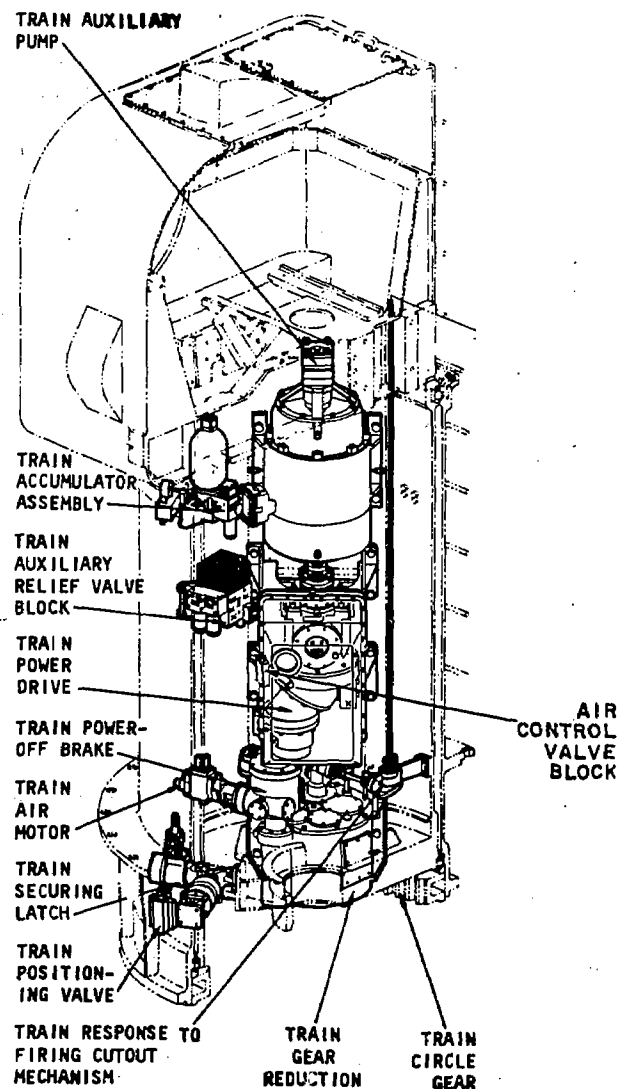 TRAIN AUXILIARY
PUMP
TRAIN
ACCUMULATOR
ASSEMBLY
TRAIN
AUXILIARY
RELIEF VALVE
BLOCK
TRAIN
POWER
DRIVE
AIR
CONTROL
VALVE
BLOCK
TRAIN POWER-
OFF BRAKE
TRAIN
AIR
MOTOR
TRAIN
SECURING
LATCH
TRAIN
POSITION-
ING VALVE
TRAIN RESPONSE TO
FIRING CUTOUT
MECHANISM
TRAIN
GEAR
REDUCTION
TRAIN
CIRCLE
GEAR